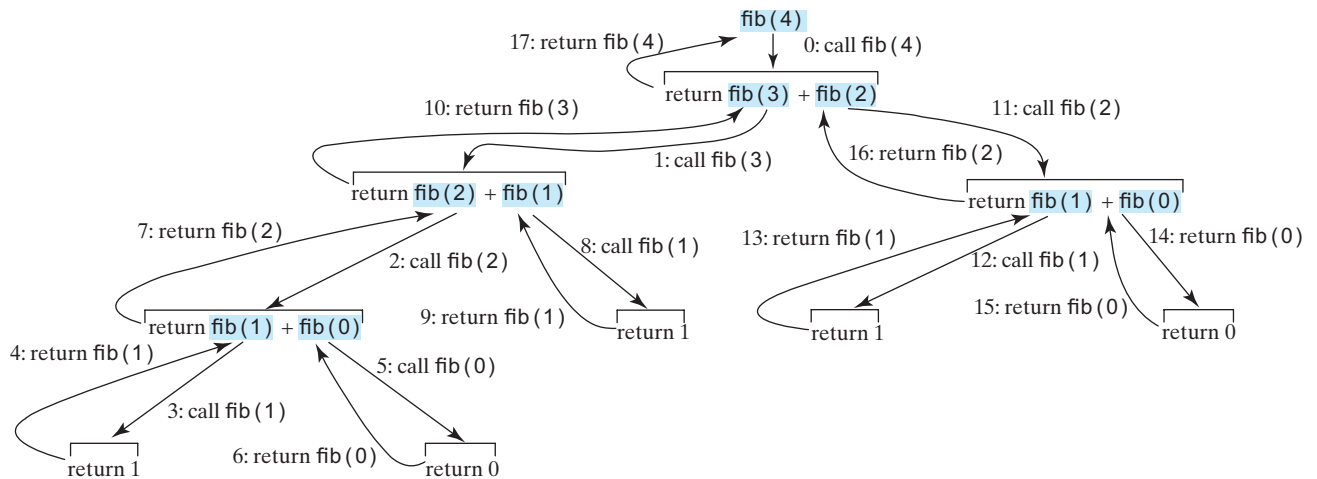 fib(4)
17: return fib(4)
0: call fib(4)
return fib(3) + fib(2)
10: return fib(3)
11: call fib(2)
1: call fib(3)
16: return fib(2)
return fib(2) + fib(1)
return fib(1) + fib(0)
7: return fib(2)
2: call fib(2)
8: call fib(1)
13: return fib(1)
12: call fib(1)
14: return fib(0)
9: return fib(1)
15: return fib(0)
return fib(1) + fib(0)
return 1
return 1
return 0
4: return fib(1)
5: call fib(0)
3: call fib(1)
6: return fib(0)
return 1
return 0